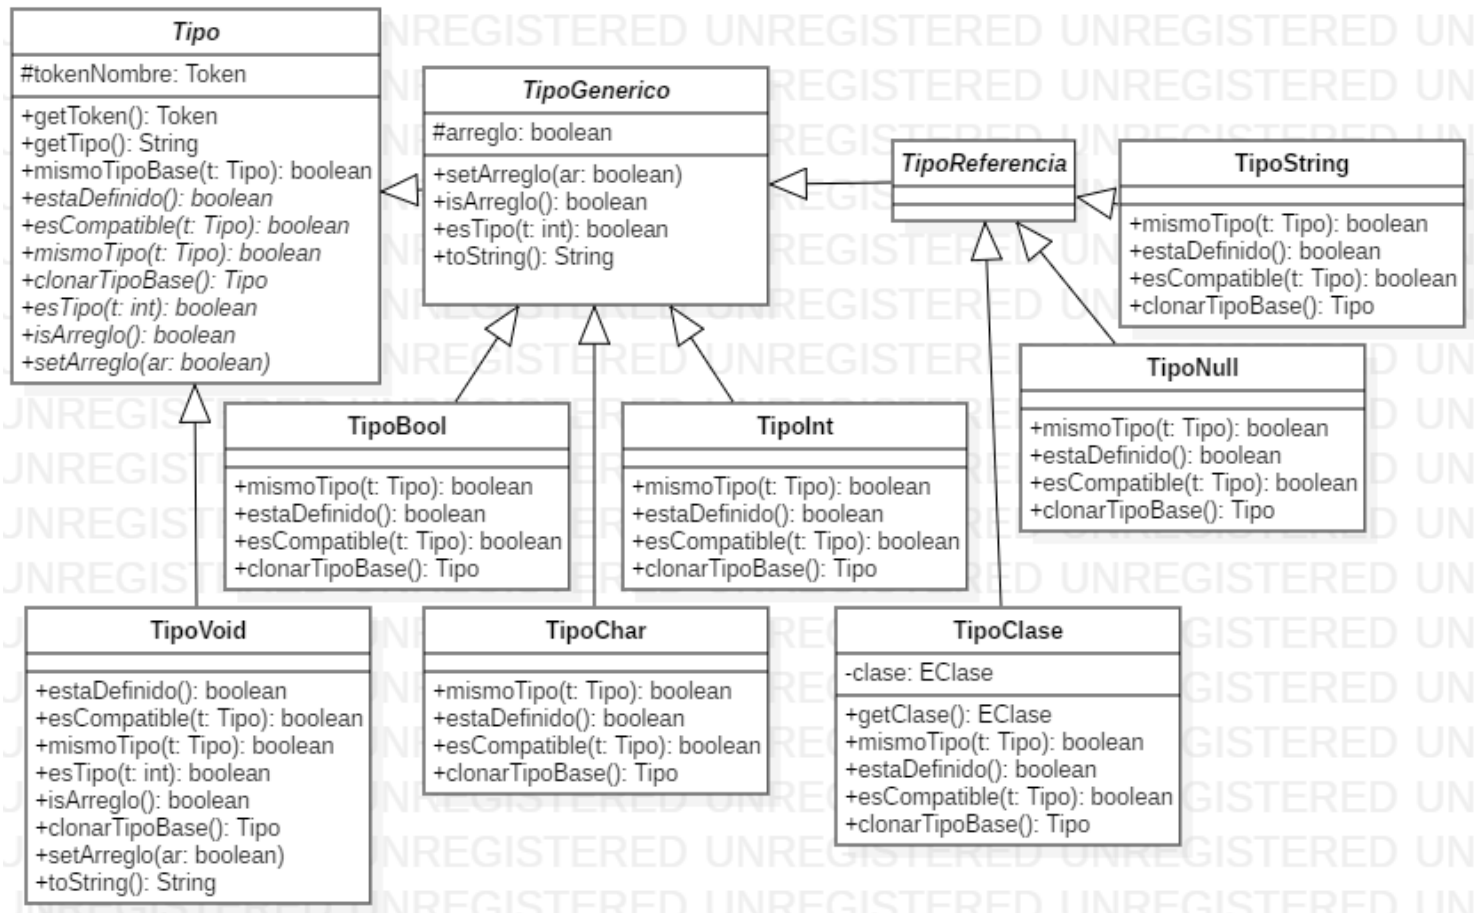 Tipo
#tokenNombre: Token
+getToken(): Token
+getTipo(): String
+mismoTipoBase(t: Tipo): boolean
+estaDefinido(): boolean
+esCompatible(t: Tipo): boolean
+mismoTipo(t: Tipo): boolean
+clonarTipoBase(): Tipo
+esTipo(t: int): boolean
+isArreglo(): boolean
+setArreglo(ar: boolean)
TipoGenerico
#arreglo: boolean
+setArreglo(ar: boolean)
+isArreglo(): boolean
+esTipo(t: int): boolean
+toString(): String
TipoReferencia
TipoString
+mismoTipo(t: Tipo): boolean
+estaDefinido(): boolean
+esCompatible(t: Tipo): boolean
+clonarTipoBase(): Tipo
TipoNull
+mismoTipo(t: Tipo): boolean
+estaDefinido(): boolean
+esCompatible(t: Tipo): boolean
+clonarTipoBase(): Tipo
TipoBool
+mismoTipo(t: Tipo): boolean
+estaDefinido(): boolean
+esCompatible(t: Tipo): boolean
+clonarTipoBase(): Tipo
TipoInt
+mismoTipo(t: Tipo): boolean
+estaDefinido(): boolean
+esCompatible(t: Tipo): boolean
+clonarTipoBase(): Tipo
TipoVoid
+estaDefinido(): boolean
+esCompatible(t: Tipo): boolean
+mismoTipo(t: Tipo): boolean
+esTipo(t: int): boolean
+isArreglo(): boolean
+clonarTipoBase(): Tipo
+setArreglo(ar: boolean)
+toString(): String
TipoChar
+mismoTipo(t: Tipo): boolean
+estaDefinido(): boolean
+esCompatible(t: Tipo): boolean
+clonarTipoBase(): Tipo
TipoClase
-clase: EClase
+getClase(): EClase
+mismoTipo(t: Tipo): boolean
+estaDefinido(): boolean
+esCompatible(t: Tipo): boolean
+clonarTipoBase(): Tipo
UNREGISTERED UNREGISTERED